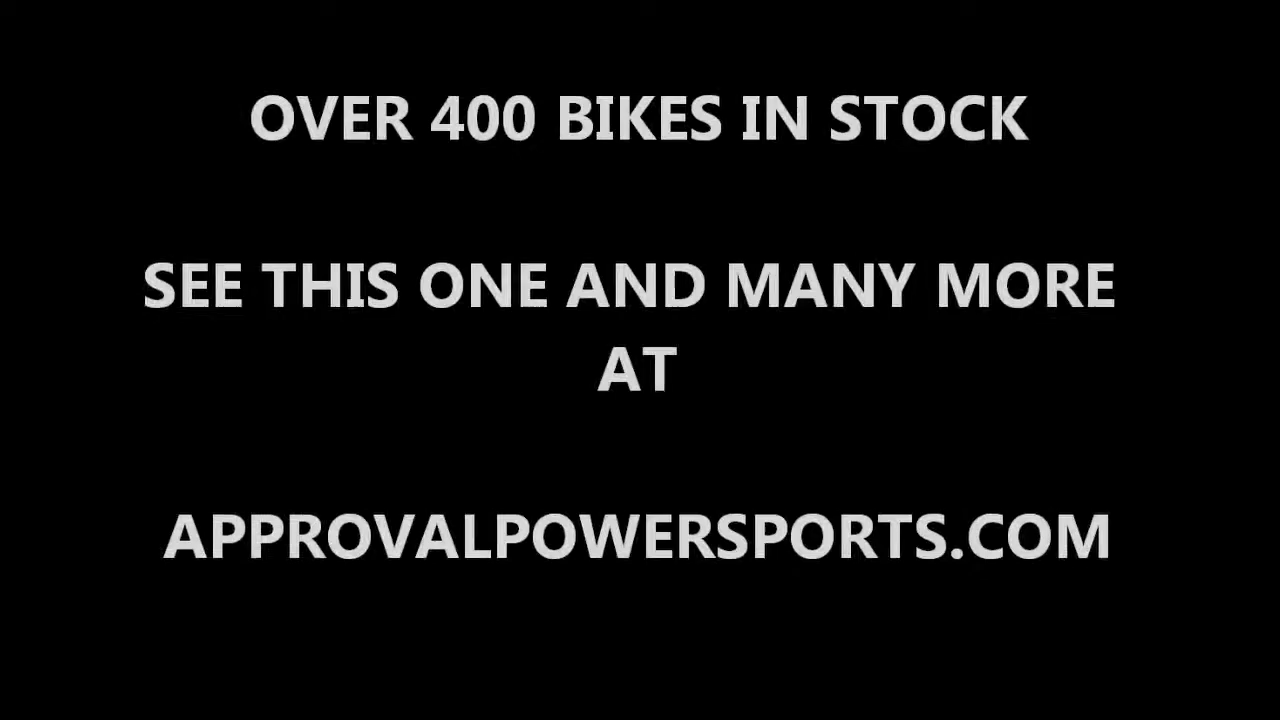 OVER 400 BIKES IN STOCK
SEE THIS ONE AND MANY MORE
AT
APPROVALPOWERSPORTS.COM